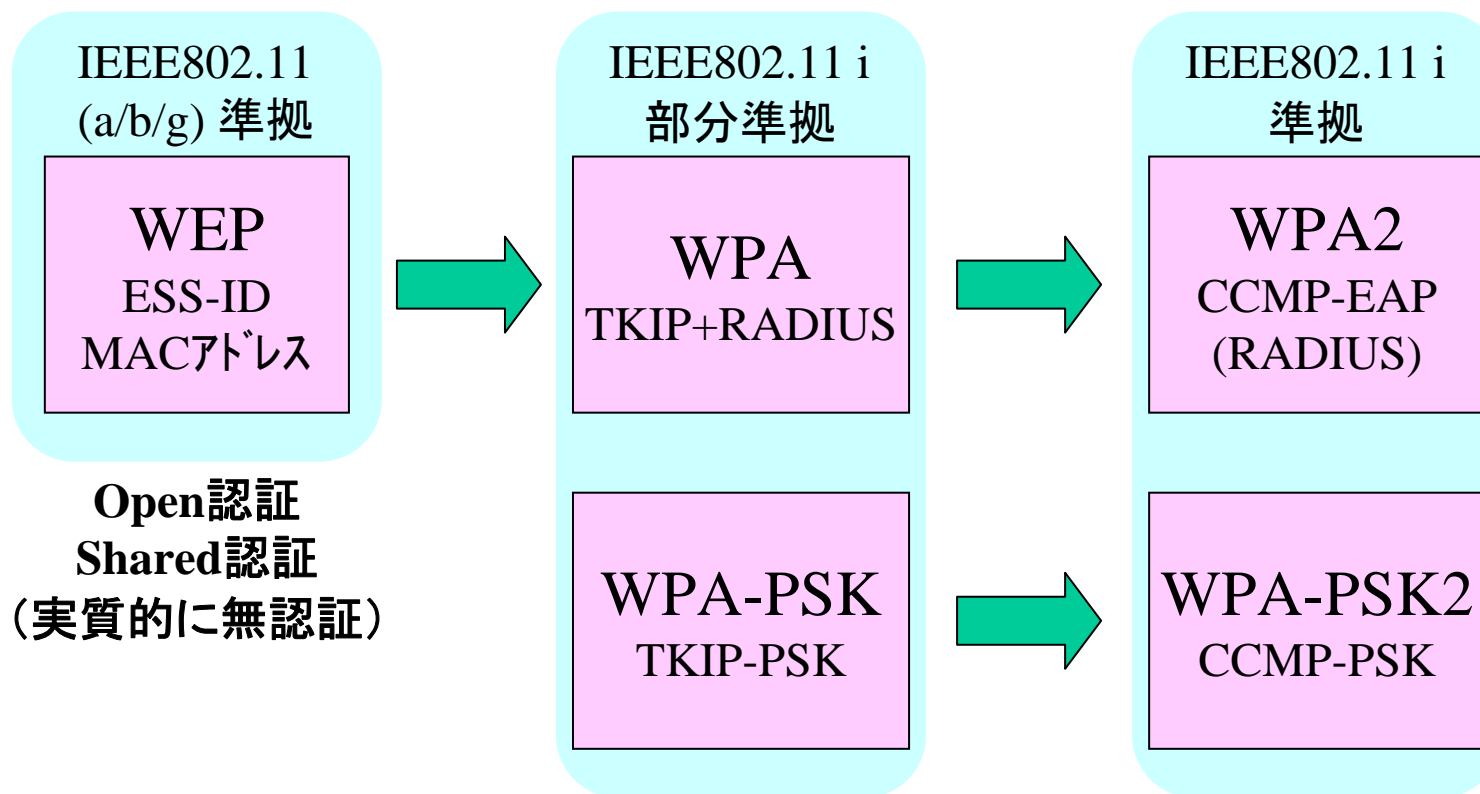 IEEE802.11
(a/b/g) 準拠
WEP
ESS-ID
MACｱﾄﾞﾚｽ
Open認証
Shared認証
（実質的に無認証）
IEEE802.11 i
部分準拠
WPA
TKIP+RADIUS
WPA-PSK
TKIP-PSK
IEEE802.11 i
準拠
WPA2
CCMP-EAP
(RADIUS)
WPA-PSK2
CCMP-PSK